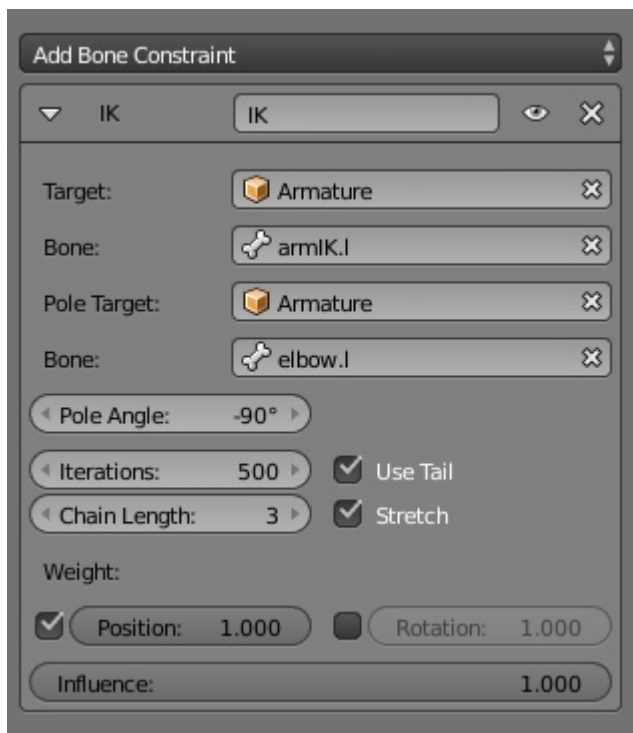 Add Bone Constraint
IK IK
Target: Armature
Bone: armIK.l
Pole Target: Armature
Bone: elbow.l
Pole Angle: -90°
Iterations: 500 Use Tail
Chain Length: 3 Stretch
Weight:
Position: 1.000 Rotation: 1.000
Influence: 1.000